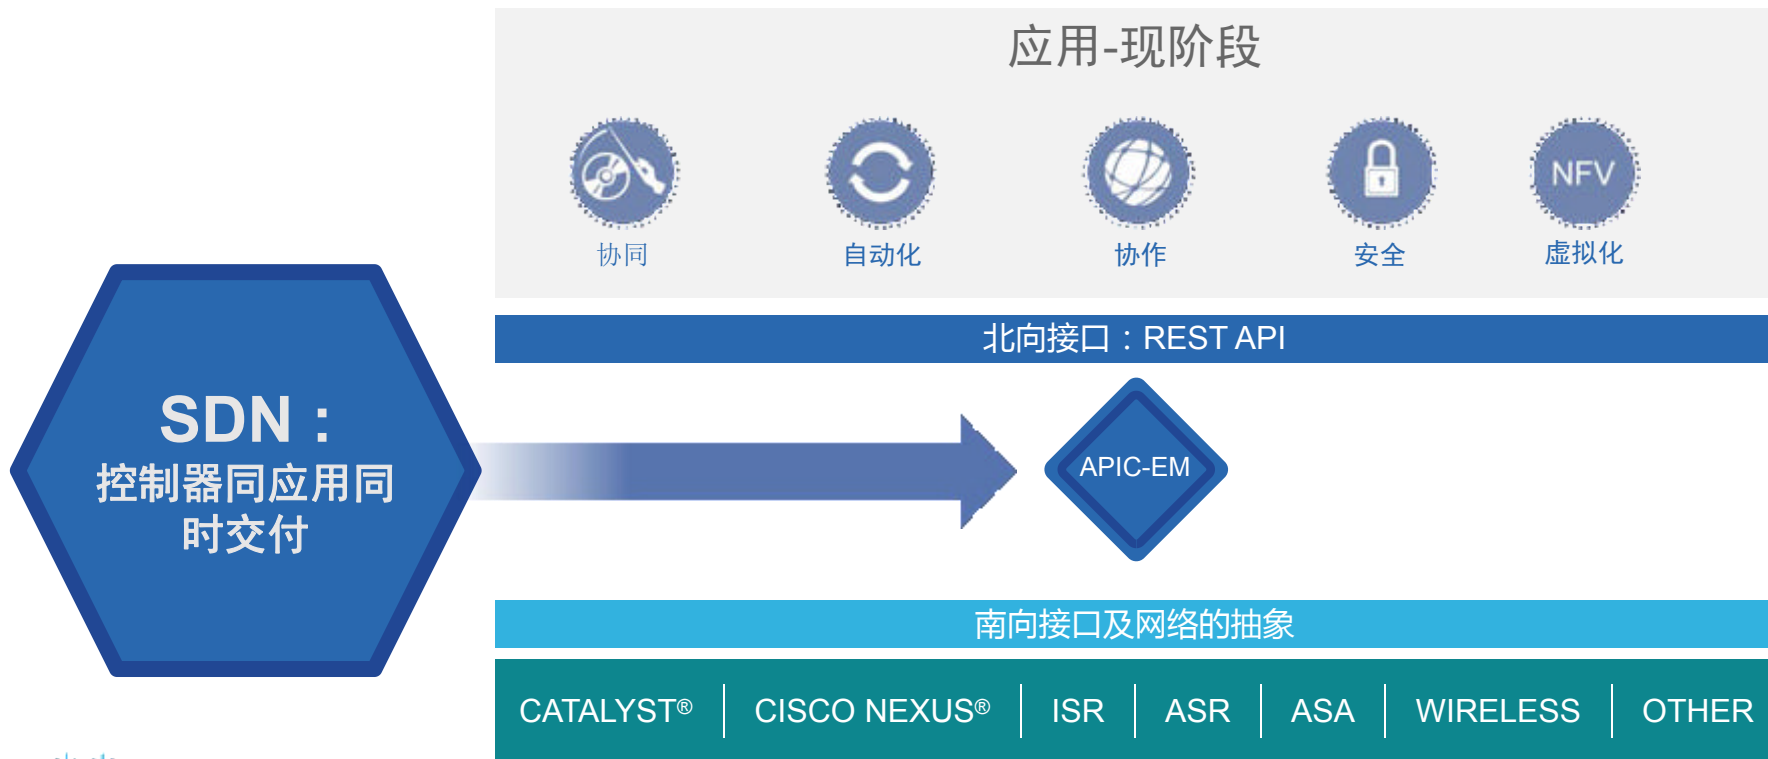 应用-现阶段
NFV
协同
自动化
协作
安全
虚拟化
北向接口：REST API
SDN：
控制器同应用同
时交付
APIC-EM
南向接口及网络的抽象
CATALYST® CISCO NEXUS® ISR ASR ASA WIRELESS OTHER